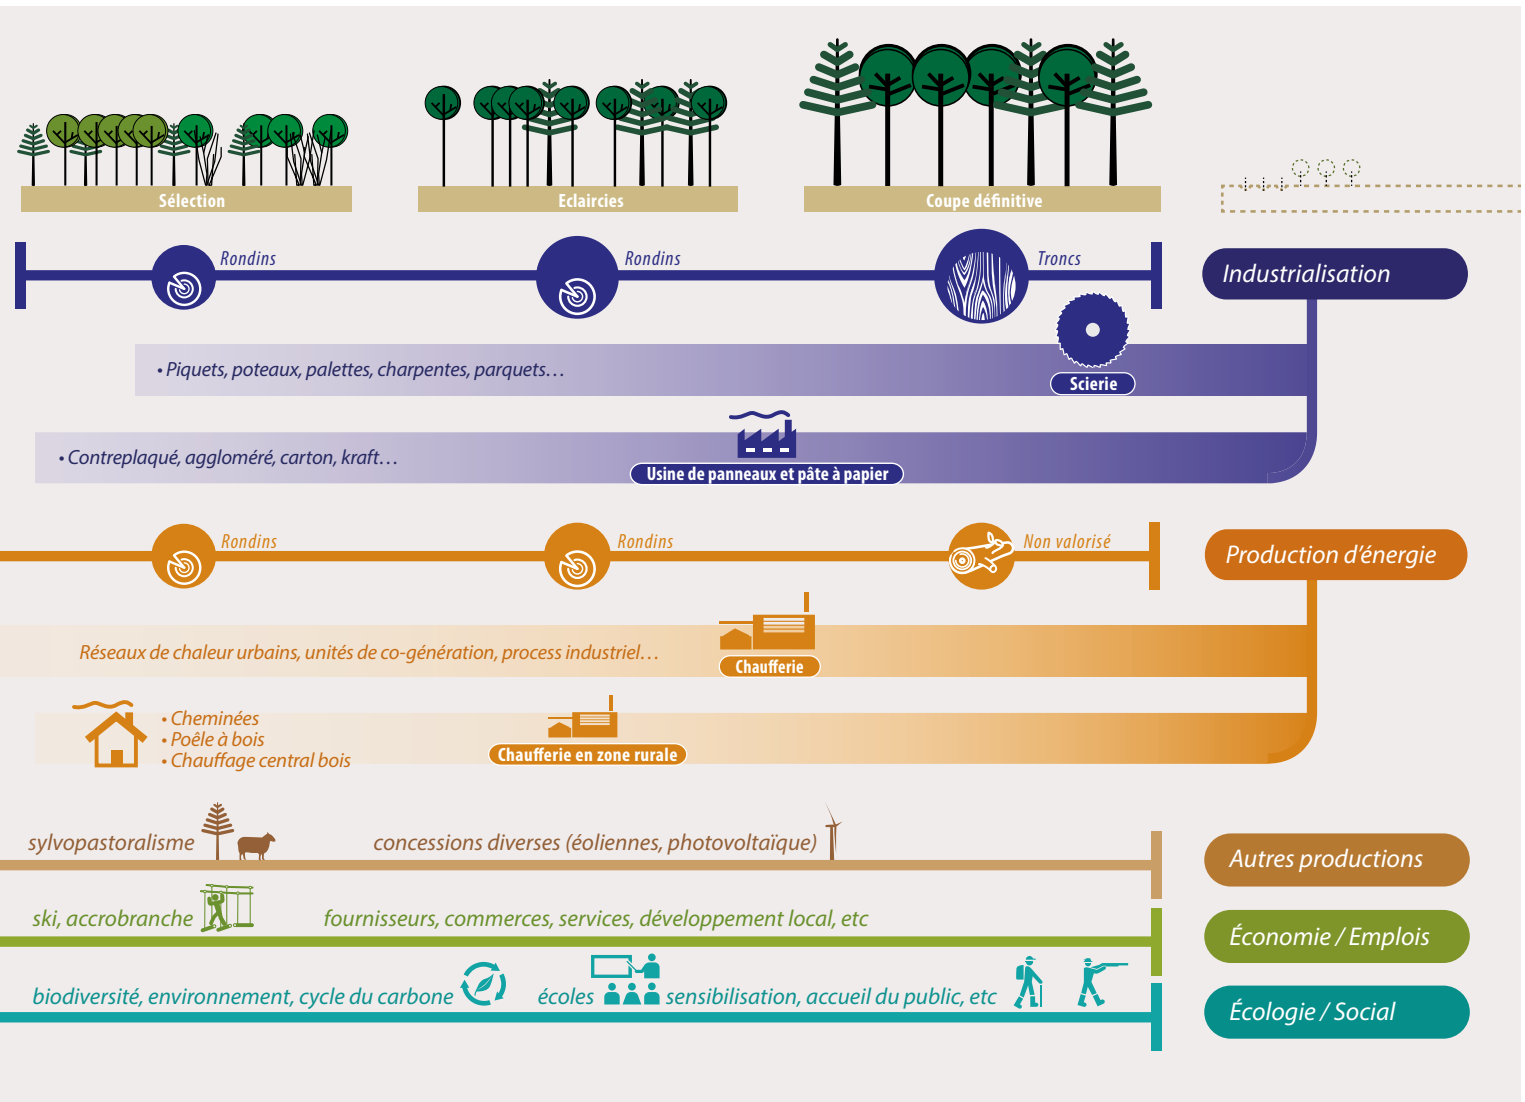 Sélection
Eclaircies
Coupe définitive
Rondins
Rondins
Troncs
Industrialisation
• Piquets, poteaux, palettes, charpentes, parquets…
Scierie
• Contreplaqué, aggloméré, carton, kraft…
Usine de panneaux et pâte à papier
Rondins
Rondins
Non valorisé
Production d’énergie
Réseaux de chaleur urbains, unités de co-génération, process industriel…
Chaufferie
• Cheminées
• Poêle à bois
• Chauffage central bois
Chaufferie en zone rurale
sylvopastoralisme
concessions diverses (éoliennes, photovoltaïque)
Autres productions
ski, accrobranche
fournisseurs, commerces, services, développement local, etc
Économie / Emplois
biodiversité, environnement, cycle du carbone
écoles
sensibilisation, accueil du public, etc
Écologie / Social